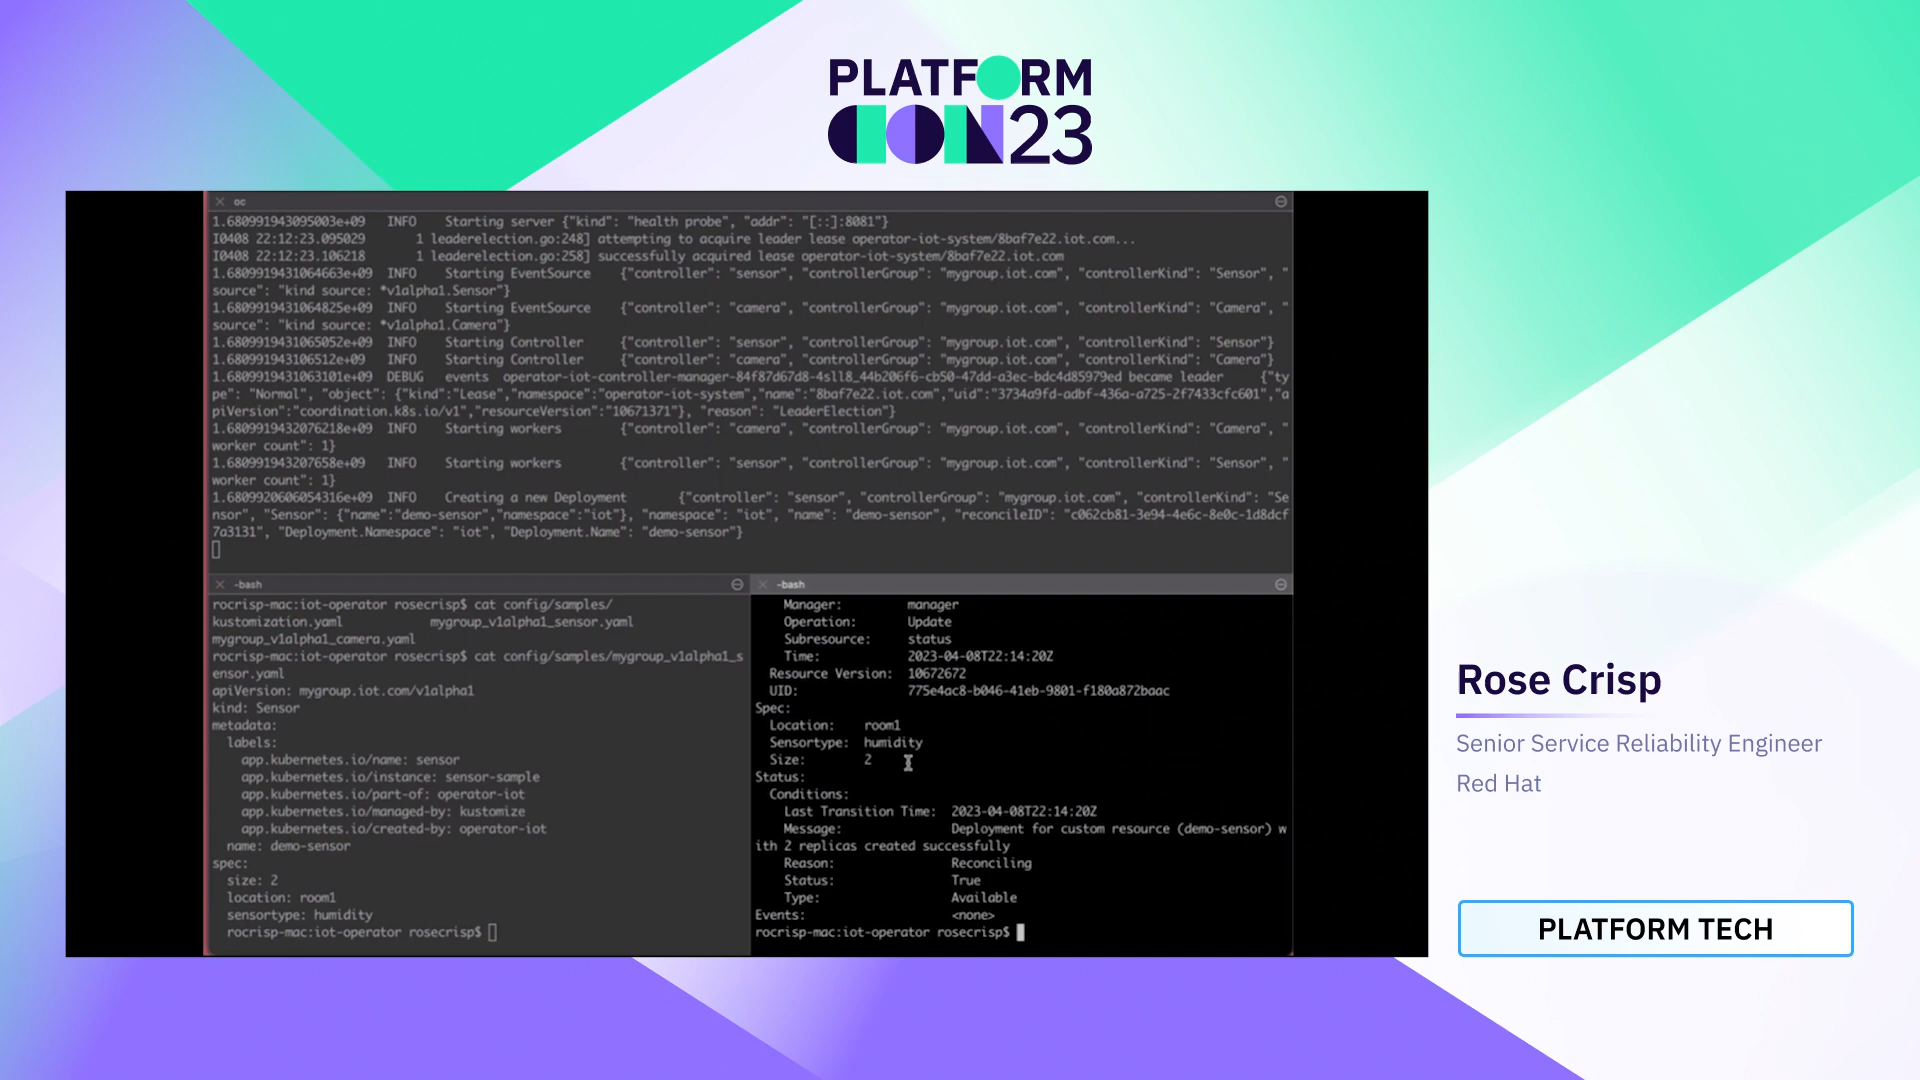 PLATFORM
CON23
oc
1.680991943095003e+09   INFO    Starting server {"kind": "health probe", "addr": "[::]:8081"}
I0408 22:12:23.095029       1 leaderelection.go:248] attempting to acquire leader lease operator-iot-system/8baf7e22.iot.com...
I0408 22:12:23.106218       1 leaderelection.go:258] successfully acquired lease operator-iot-system/8baf7e22.iot.com
1.6809919431064663e+09  INFO    Starting EventSource    {"controller": "sensor", "controllerGroup": "mygroup.iot.com", "controllerKind": "Sensor", "
source": "kind source: *v1alpha1.Sensor"}
1.6809919431064825e+09  INFO    Starting EventSource    {"controller": "camera", "controllerGroup": "mygroup.iot.com", "controllerKind": "Camera", "
source": "kind source: *v1alpha1.Camera"}
1.6809919431065052e+09  INFO    Starting Controller     {"controller": "sensor", "controllerGroup": "mygroup.iot.com", "controllerKind": "Sensor"}
1.680991943106512e+09   INFO    Starting Controller     {"controller": "camera", "controllerGroup": "mygroup.iot.com", "controllerKind": "Camera"}
1.6809919431063101e+09  DEBUG   events  operator-iot-controller-manager-84f87d67d8-4sll8_44b206f6-cb50-47dd-a3ec-bdc4d85979ed became leader     {"ty
pe": "Normal", "object": {"kind":"Lease","namespace":"operator-iot-system","name":"8baf7e22.iot.com","uid":"3734a9fd-adbf-436a-a725-2f7433cfc601","a
piVersion":"coordination.k8s.io/v1","resourceVersion":"10671371"}, "reason": "LeaderElection"}
1.6809919432076218e+09  INFO    Starting workers        {"controller": "camera", "controllerGroup": "mygroup.iot.com", "controllerKind": "Camera", "
worker count": 1}
1.680991943207658e+09   INFO    Starting workers        {"controller": "sensor", "controllerGroup": "mygroup.iot.com", "controllerKind": "Sensor", "
worker count": 1}
1.6809920606054316e+09  INFO    Creating a new Deployment       {"controller": "sensor", "controllerGroup": "mygroup.iot.com", "controllerKind": "Se
nsor", "Sensor": {"name":"demo-sensor","namespace":"iot"}, "namespace": "iot", "name": "demo-sensor", "reconcileID": "c062cb81-3e94-4e6c-8e0c-1d8dcf
7a3131", "Deployment.Namespace": "iot", "Deployment.Name": "demo-sensor"}
-bash
rocrisp-mac:iot-operator rosecrisp$ cat config/samples/
kustomization.yaml            mygroup_v1alpha1_sensor.yaml
mygroup_v1alpha1_camera.yaml
rocrisp-mac:iot-operator rosecrisp$ cat config/samples/mygroup_v1alpha1_s
ensor.yaml
apiVersion: mygroup.iot.com/v1alpha1
kind: Sensor
metadata:
  labels:
    app.kubernetes.io/name: sensor
    app.kubernetes.io/instance: sensor-sample
    app.kubernetes.io/part-of: operator-iot
    app.kubernetes.io/managed-by: kustomize
    app.kubernetes.io/created-by: operator-iot
  name: demo-sensor
spec:
  size: 2
  location: room1
  sensortype: humidity
  rocrisp-mac:iot-operator rosecrisp$
-bash
    Manager:         manager
    Operation:       Update
    Subresource:     status
    Time:            2023-04-08T22:14:20Z
  Resource Version:  10672672
  UID:               775e4ac8-b046-41eb-9801-f180a872baac
Spec:
  Location:    room1
  Sensortype:  humidity
  Size:        2
Status:
  Conditions:
    Last Transition Time:  2023-04-08T22:14:20Z
    Message:               Deployment for custom resource (demo-sensor) w
ith 2 replicas created successfully
    Reason:                Reconciling
    Status:                True
    Type:                  Available
Events:                    <none>
rocrisp-mac:iot-operator rosecrisp$
Rose Crisp
Senior Service Reliability Engineer
Red Hat
PLATFORM TECH